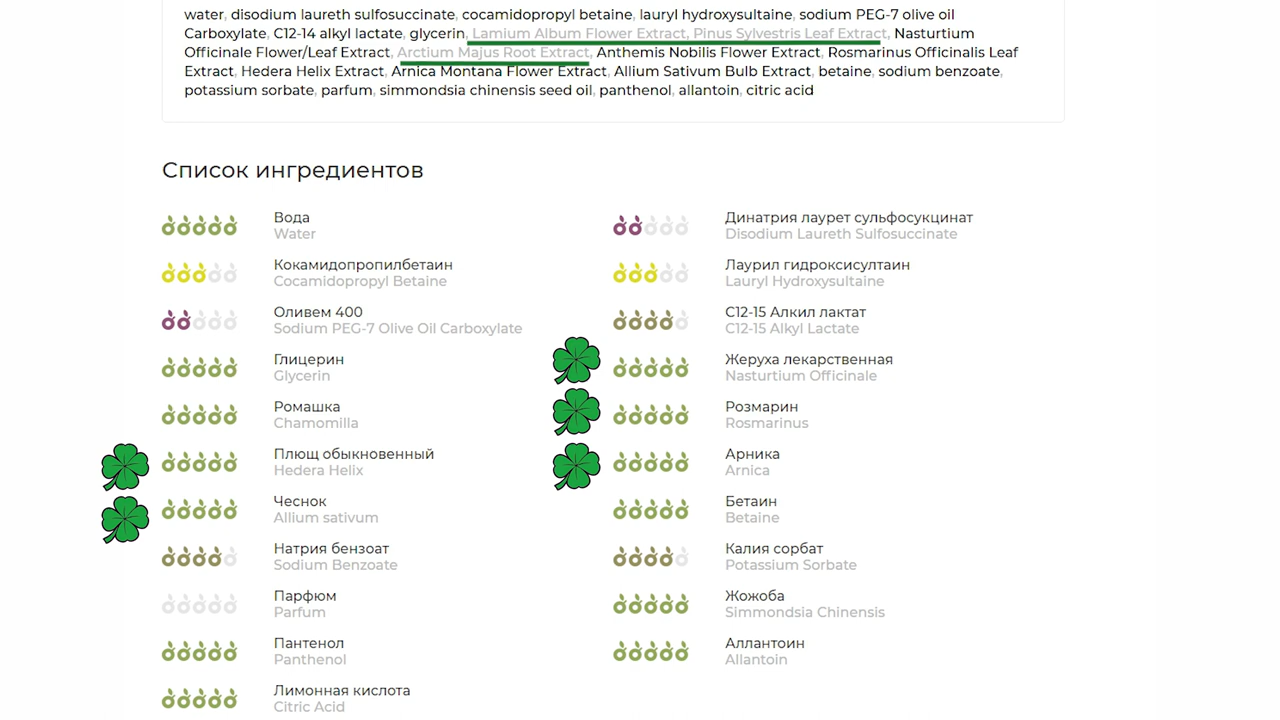 water, disodium laureth sulfosuccinate, cocamidopropyl betaine, lauryl hydroxysultaine, sodium PEG-7 olive oil
Carboxylate, C12-14 alkyl lactate, glycerin, Lamium Album Flower Extract, Pinus Sylvestris Leaf Extract, Nasturtium
Officinale Flower/Leaf Extract, Arctium Majus Root Extract, Anthemis Nobilis Flower Extract, Rosmarinus Officinalis Leaf
Extract, Hedera Helix Extract, Arnica Montana Flower Extract, Allium Sativum Bulb Extract, betaine, sodium benzoate,
potassium sorbate, parfum, simmondsia chinensis seed oil, panthenol, allantoin, citric acid
Список ингредиентов
Вода
Water
Динатрия лаурет сульфосукцинат
Disodium Laureth Sulfosuccinate
Кокамидопропилбетаин
Cocamidopropyl Betaine
Лаурил гидроксисултаин
Lauryl Hydroxysultaine
Оливем 400
Sodium PEG-7 Olive Oil Carboxylate
C12-15 Алкил лактат
C12-15 Alkyl Lactate
Глицерин
Glycerin
Жеруха лекарственная
Nasturtium Officinale
Ромашка
Chamomilla
Розмарин
Rosmarinus
Плющ обыкновенный
Hedera Helix
Арника
Arnica
Чеснок
Allium sativum
Бетаин
Betaine
Натрия бензоат
Sodium Benzoate
Калия сорбат
Potassium Sorbate
Парфюм
Parfum
Жожоба
Simmondsia Chinensis
Пантенол
Panthenol
Аллантоин
Allantoin
Лимонная кислота
Citric Acid